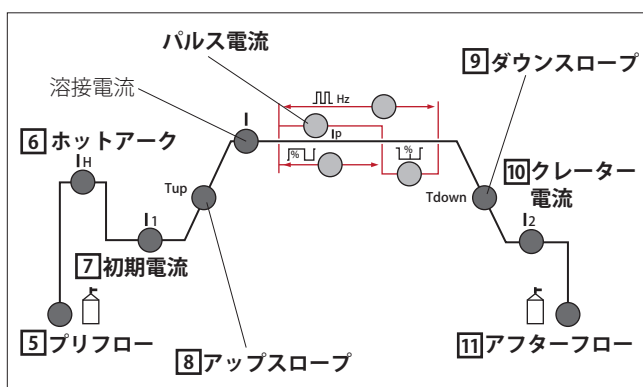 パルス電流
9 ダウンスロープ
溶接電流
Hz
I
Ip
6 ホットアーク
IH
%
%
Tup
10 クレーター
電流
Tdown
I1
I2
7 初期電流
5 プリフロー
8 アップスロープ
11 アフターフロー